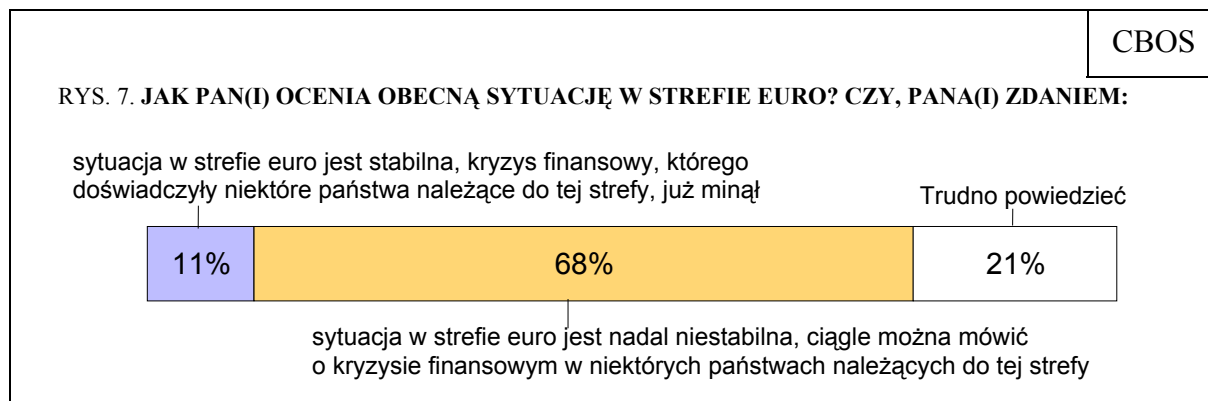 CBOS
RYS. 7. JAK PAN(I) OCENIA OBECNĄ SYTUACJĘ W STREFIE EURO? CZY, PANA(I) ZDANIEM:
sytuacja w strefie euro jest stabilna, kryzys finansowy, którego
doświadczyły niektóre państwa należące do tej strefy, już minął
Trudno powiedzieć
11%
68%
21%
sytuacja w strefie euro jest nadal niestabilna, ciągle można mówić
o kryzysie finansowym w niektórych państwach należących do tej strefy